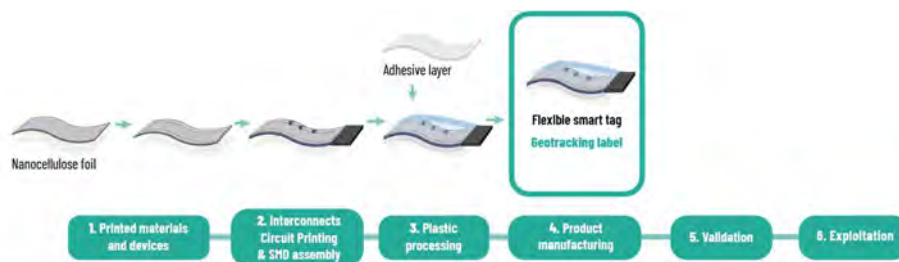 Adhesive layer
Nanocellulose foil
Flexible smart tag
Geotracking label
1. Printed materials
and devices
2. Interconnects
Circuit Printing
& SMD assembly
3. Plastic
processing
4. Product
manufacturing
5. Validation
6. Exploitation